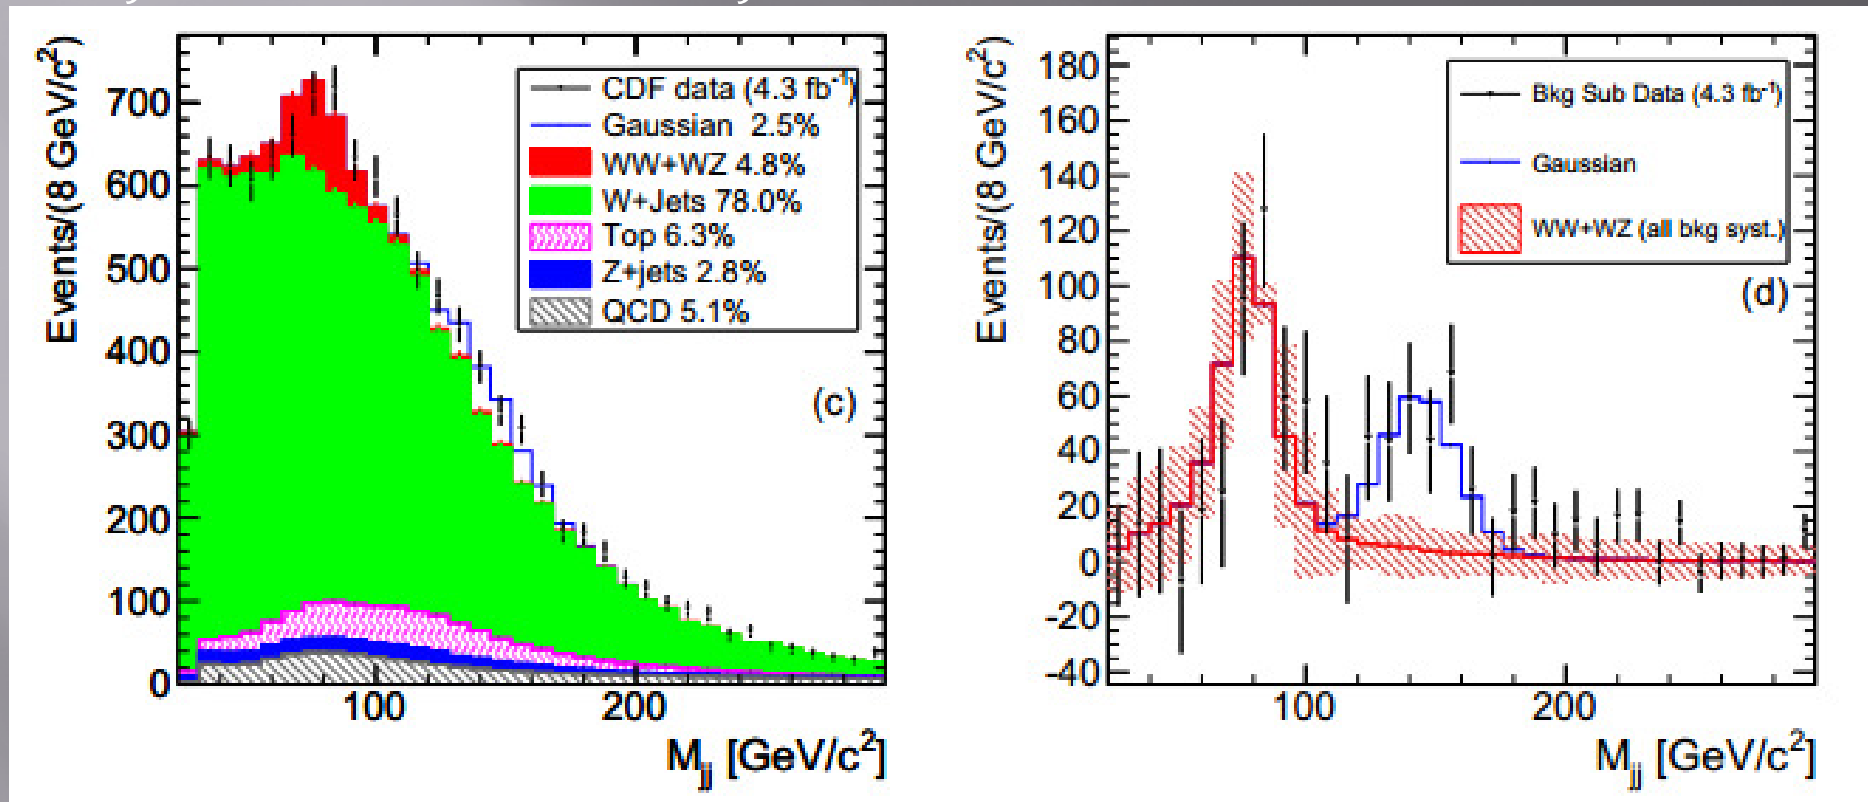 Events/(8 GeV/c²)
700
600
500
400
300
200
100
0
100
200
M_jj [GeV/c²]
CDF data (4.3 fb⁻¹)
Gaussian 2.5%
WW+WZ 4.8%
W+Jets 78.0%
Top 6.3%
Z+jets 2.8%
QCD 5.1%
(c)
Events/(8 GeV/c²)
180
160
140
120
100
80
60
40
20
0
-20
-40
100
200
M_jj [GeV/c²]
Bkg Sub Data (4.3 fb⁻¹)
Gaussian
WW+WZ (all bkg syst.)
(d)